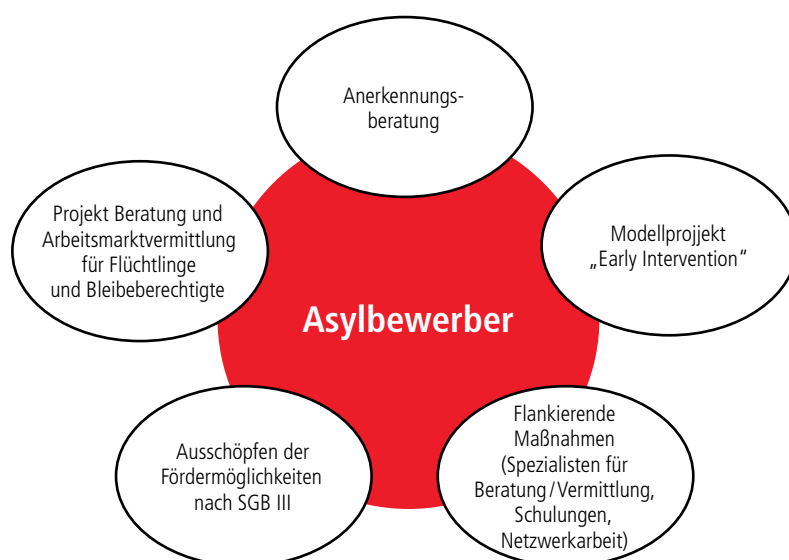 Anerkennungs-
beratung
Projekt Beratung und
Arbeitsmarktvermittlung
für Flüchtlinge
und Bleibeberechtigte
Modellprojjekt
„Early Intervention“
Asylbewerber
Ausschöpfen der
Fördermöglichkeiten
nach SGB III
Flankierende
Maßnahmen
(Spezialisten für
Beratung/Vermittlung,
Schulungen,
Netzwerkarbeit)